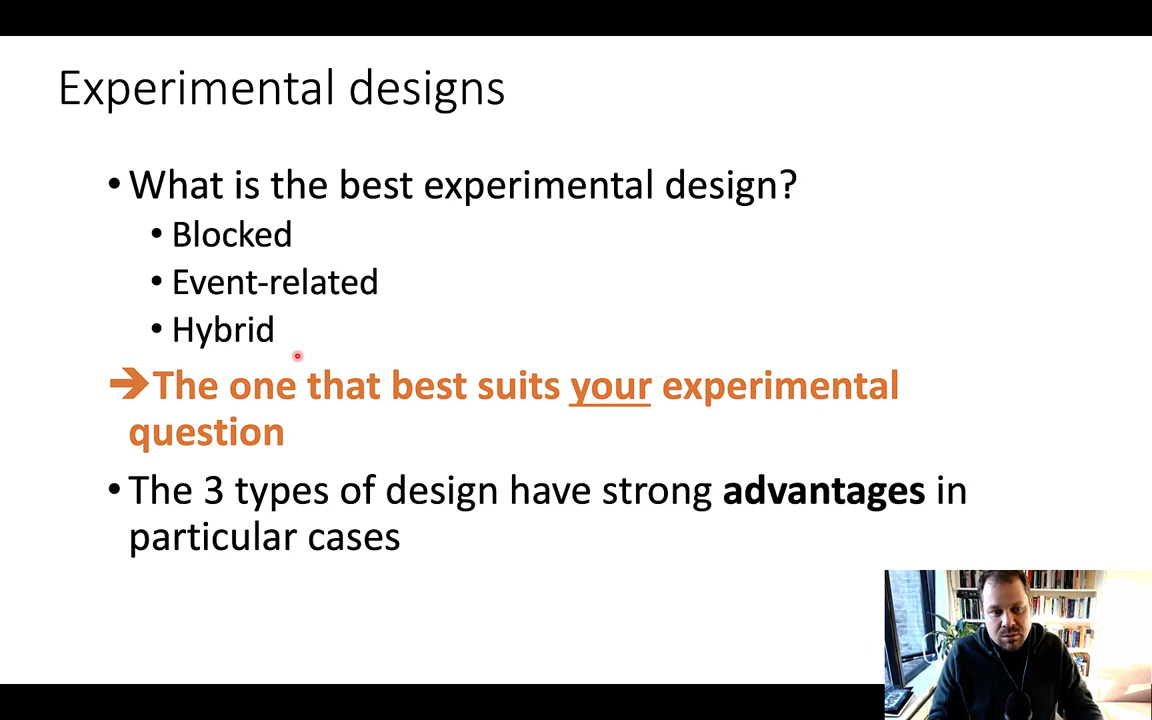 Experimental designs
• What is the best experimental design?
• Blocked
• Event-related
• Hybrid
➔The one that best suits your experimental
question
• The 3 types of design have strong advantages in
particular cases